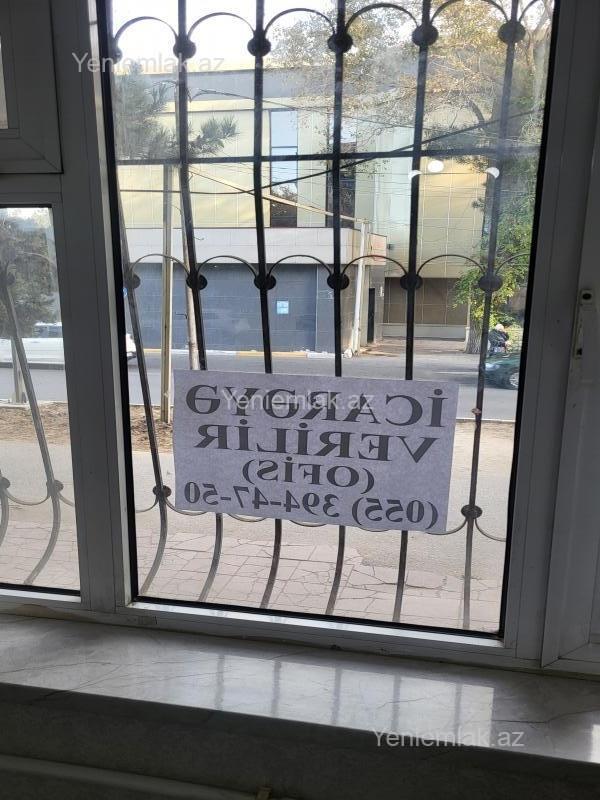 Yeniemlak.az
İCARƏYƏ
Yeniemlak.az
VERİLİR
(OFİS)
(055) 394-47-50
Yeniemlak.az